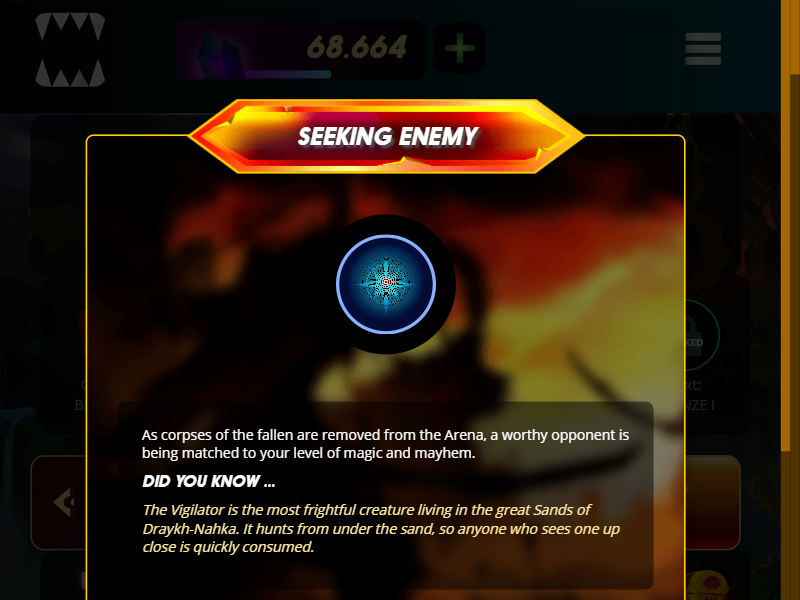 68.664
SEEKING ENEMY
As corpses of the fallen are removed from the Arena, a worthy opponent is
being matched to your level of magic and mayhem.
DID YOU KNOW ...
The Vigilator is the most frightful creature living in the great Sands of
Draykh-Nahka. It hunts from under the sand, so anyone who sees one up
close is quickly consumed.